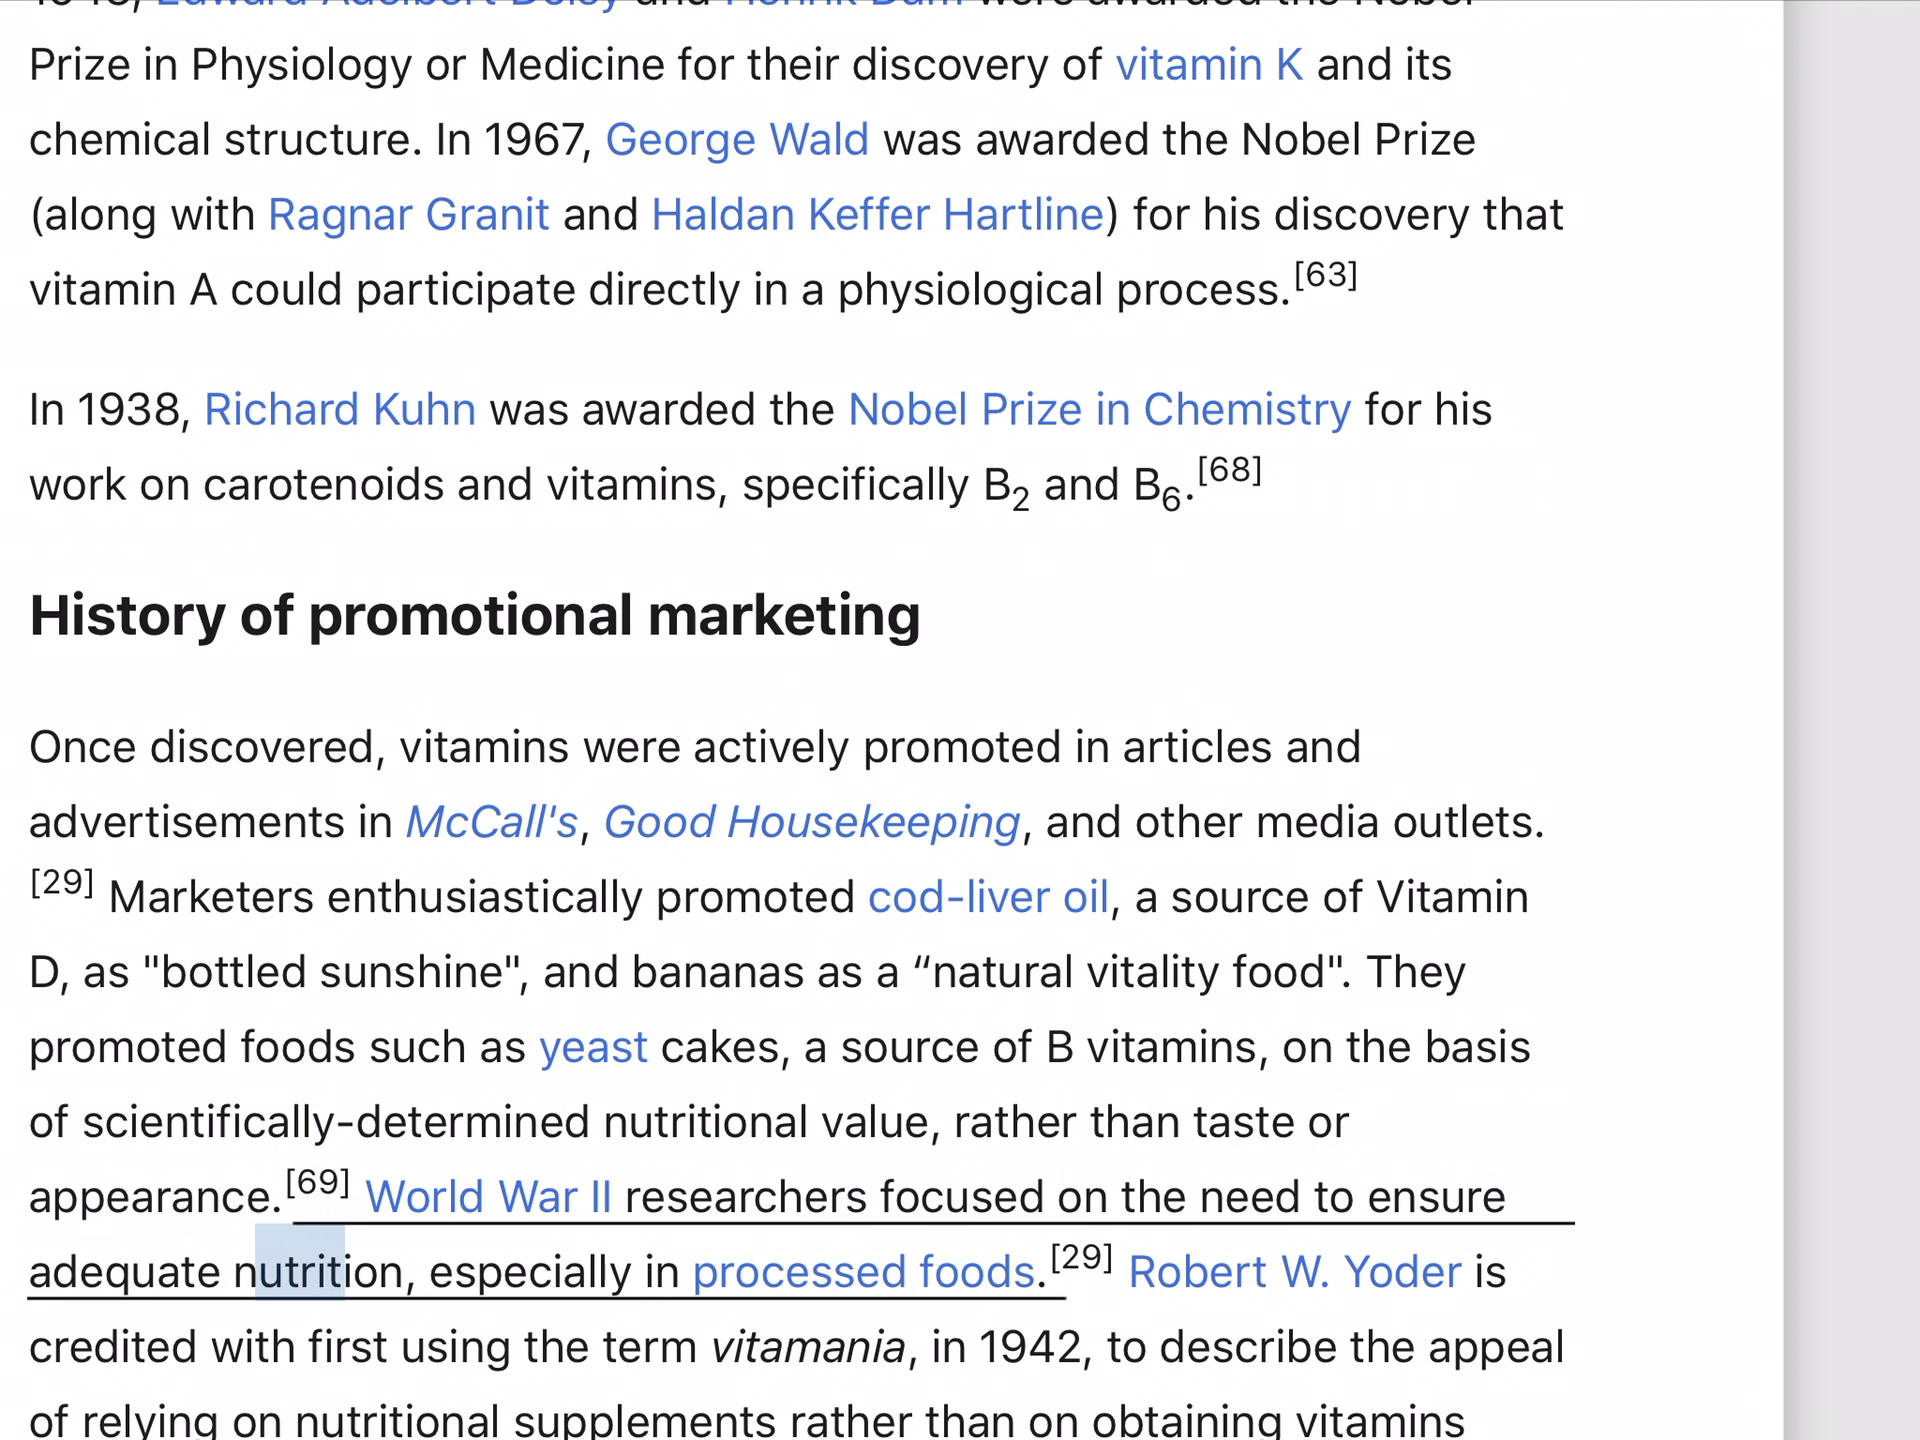 Prize in Physiology or Medicine for their discovery of vitamin K and its
chemical structure. In 1967, George Wald was awarded the Nobel Prize
(along with Ragnar Granit and Haldan Keffer Hartline) for his discovery that
vitamin A could participate directly in a physiological process.[63]
In 1938, Richard Kuhn was awarded the Nobel Prize in Chemistry for his
work on carotenoids and vitamins, specifically B2 and B6.[68]
History of promotional marketing
Once discovered, vitamins were actively promoted in articles and
advertisements in McCall's, Good Housekeeping, and other media outlets.
[29] Marketers enthusiastically promoted cod-liver oil, a source of Vitamin
D, as "bottled sunshine", and bananas as a “natural vitality food". They
promoted foods such as yeast cakes, a source of B vitamins, on the basis
of scientifically-determined nutritional value, rather than taste or
appearance.[69] World War II researchers focused on the need to ensure
adequate nutrition, especially in processed foods.[29] Robert W. Yoder is
credited with first using the term vitamania, in 1942, to describe the appeal
of relying on nutritional supplements rather than on obtaining vitamins